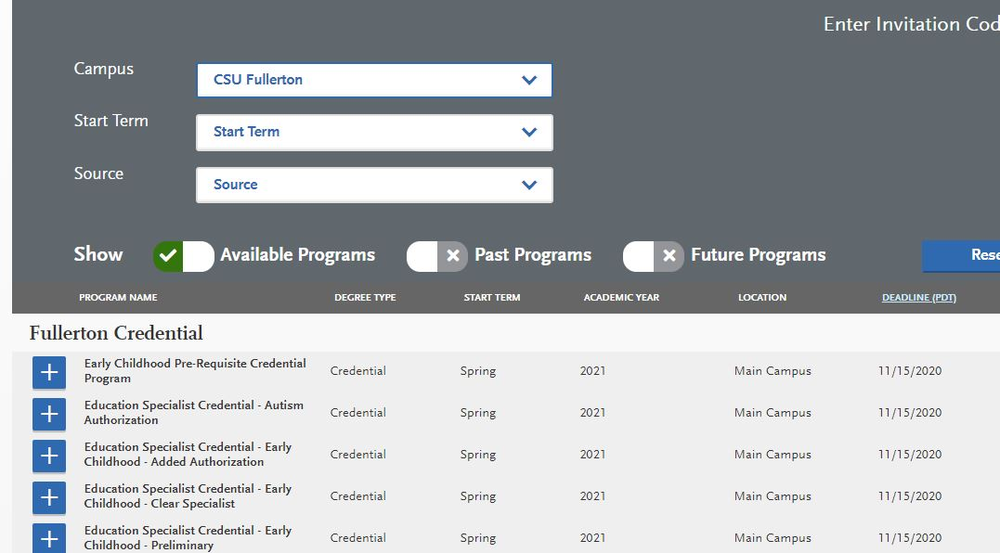 Enter Invitation Cod
Campus
CSU Fullerton
Start Term
Start Term
Source
Source
Show Available Programs Past Programs Future Programs Rese
PROGRAM NAME DEGREE TYPE START TERM ACADEMIC YEAR LOCATION DEADLINE (PDT)
Fullerton Credential
Early Childhood Pre-Requisite Credential
Program
Credential Spring 2021 Main Campus 11/15/2020
Education Specialist Credential - Autism
Authorization
Credential Spring 2021 Main Campus 11/15/2020
Education Specialist Credential - Early
Childhood - Added Authorization
Credential Spring 2021 Main Campus 11/15/2020
Education Specialist Credential - Early
Childhood - Clear Specialist
Credential Spring 2021 Main Campus 11/15/2020
Education Specialist Credential - Early
Childhood - Preliminary
Credential Spring 2021 Main Campus 11/15/2020